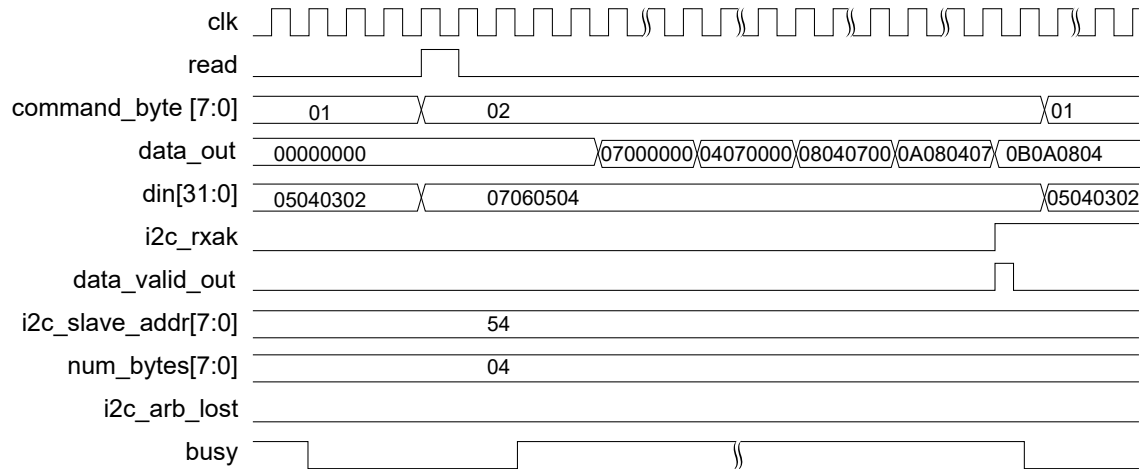 clk
read
command_byte [7:0] 01 02 01
data_out 00000000 07000000 04070000 08040700 0A080407 0B0A0804
din[31:0] 05040302 07060504 05040302
i2c_rxak
data_valid_out
i2c_slave_addr[7:0] 54
num_bytes[7:0] 04
i2c_arb_lost
busy